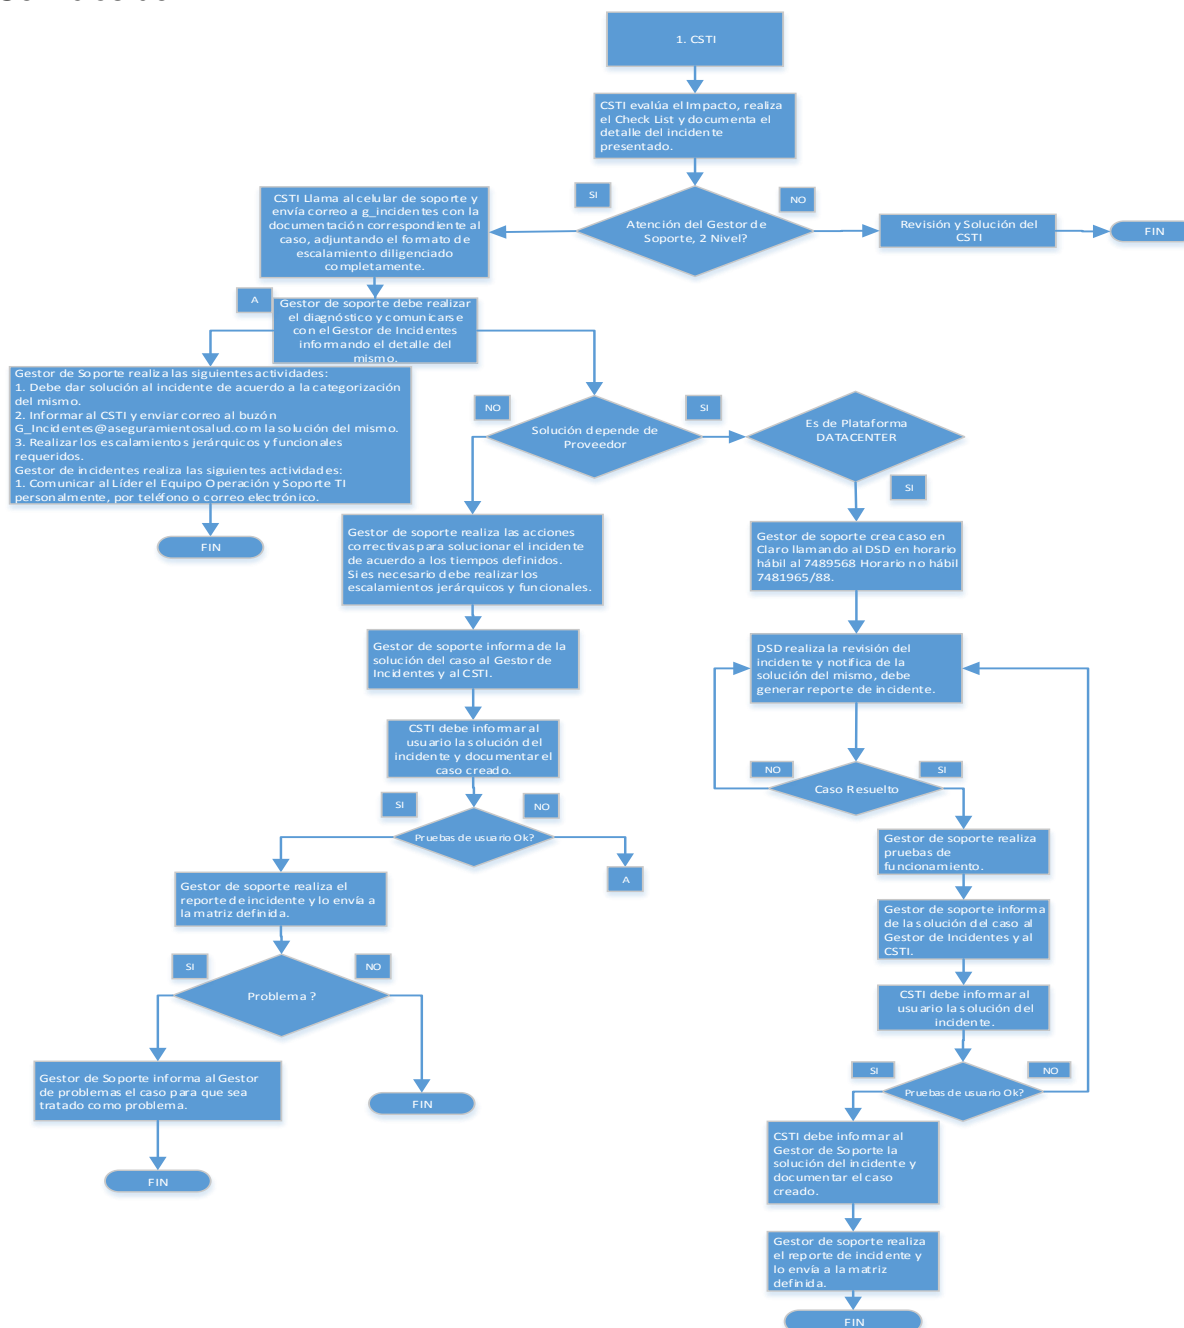 1. CSTI
CSTI evalúa el Impacto, realiza
el Check List y documenta el
detalle del incidente
presentado.
SI
NO
CSTI Llama al celular de soporte y
envía correo a g_incidentes con la
documentación correspondiente al
caso, adjuntando el formato de
escalamiento diligenciado
completamente.
Atención del Gestor de
Soporte, 2 Nivel?
Revisión y Solución del
CSTI
FIN
A
Gestor de soporte debe realizar
el diagnóstico y comunicarse
con el Gestor de Incidentes
informando el detalle del
mismo.
Gestor de Soporte realiza las siguientes actividades:
1. Debe dar solución al incidente de acuerdo a la categorización
del mismo.
2. Informar al CSTI y enviar correo al buzón
G_Incidentes@aseguramientosalud.com la solución del mismo.
3. Realizar los escalamientos jerárquicos y funcionales
requeridos.
Gestor de incidentes realiza las siguientes actividades:
1. Comunicar al Líder el Equipo Operación y Soporte TI
personalmente, por teléfono o correo electrónico.
FIN
NO
SI
Solución depende de
Proveedor
Es de Plataforma
DATACENTER
SI
Gestor de soporte realiza las acciones
correctivas para solucionar el incidente
de acuerdo a los tiempos definidos.
Si es necesario debe realizar los
escalamientos jerárquicos y funcionales.
Gestor de soporte crea caso en
Claro llamando al DSD en horario
hábil al 7489568 Horario no hábil
7481965/88.
Gestor de soporte informa de la
solución del caso al Gestor de
Incidentes y al CSTI.
DSD realiza la revisión del
incidente y notifica de la
solución del mismo, debe
generar reporte de incidente.
CSTI debe informar al
usuario la solución del
incidente y documentar el
caso creado.
NO
SI
Caso Resuelto
SI
NO
Pruebas de usuario Ok?
A
Gestor de soporte realiza
pruebas de
funcionamiento.
Gestor de soporte realiza el
reporte de incidente y lo envía a
la matriz definida.
Gestor de soporte informa
de la solución del caso al
Gestor de Incidentes y al
CSTI.
SI
NO
Problema ?
CSTI debe informar al
usuario la solución del
incidente.
Gestor de Soporte informa al Gestor
de problemas el caso para que sea
tratado como problema.
FIN
SI
NO
Pruebas de usuario Ok?
FIN
CSTI debe informar al
Gestor de Soporte la
solución del incidente y
documentar el caso
creado.
Gestor de soporte realiza
el reporte de incidente y
lo envía a la matriz
definida.
FIN